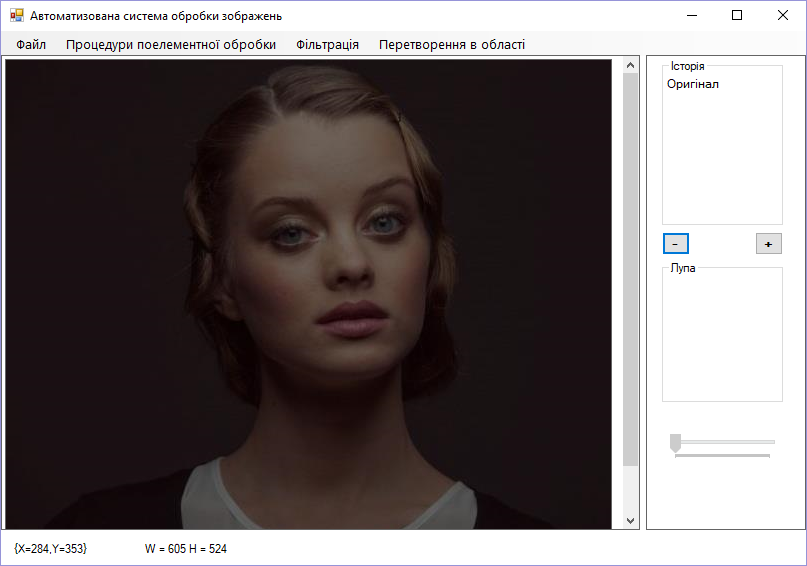 Автоматизована система обробки зображень
Файл Процедури поелементної обробки Фільтрація Перетворення в області
Історія
Оригінал
- +
Лупа
{X=284,Y=353} W = 605 H = 524